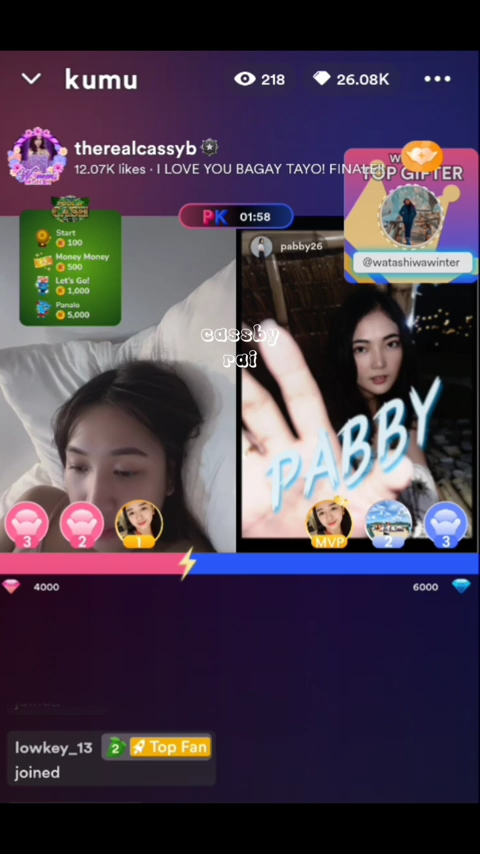 kumu
218
26.08K
therealcassyb
12.07K likes · I LOVE YOU BAGAY TAYO! FINALE!!
TOP GIFTER
@watashiwawinter
PK 01:58
pabby26
Start
100
Money Money
500
Let's Go!
1,000
Panalo
5,000
cassby
rai
PABBY
3
2
1
MVP
2
3
4000
6000
lowkey_13 2 Top Fan
joined